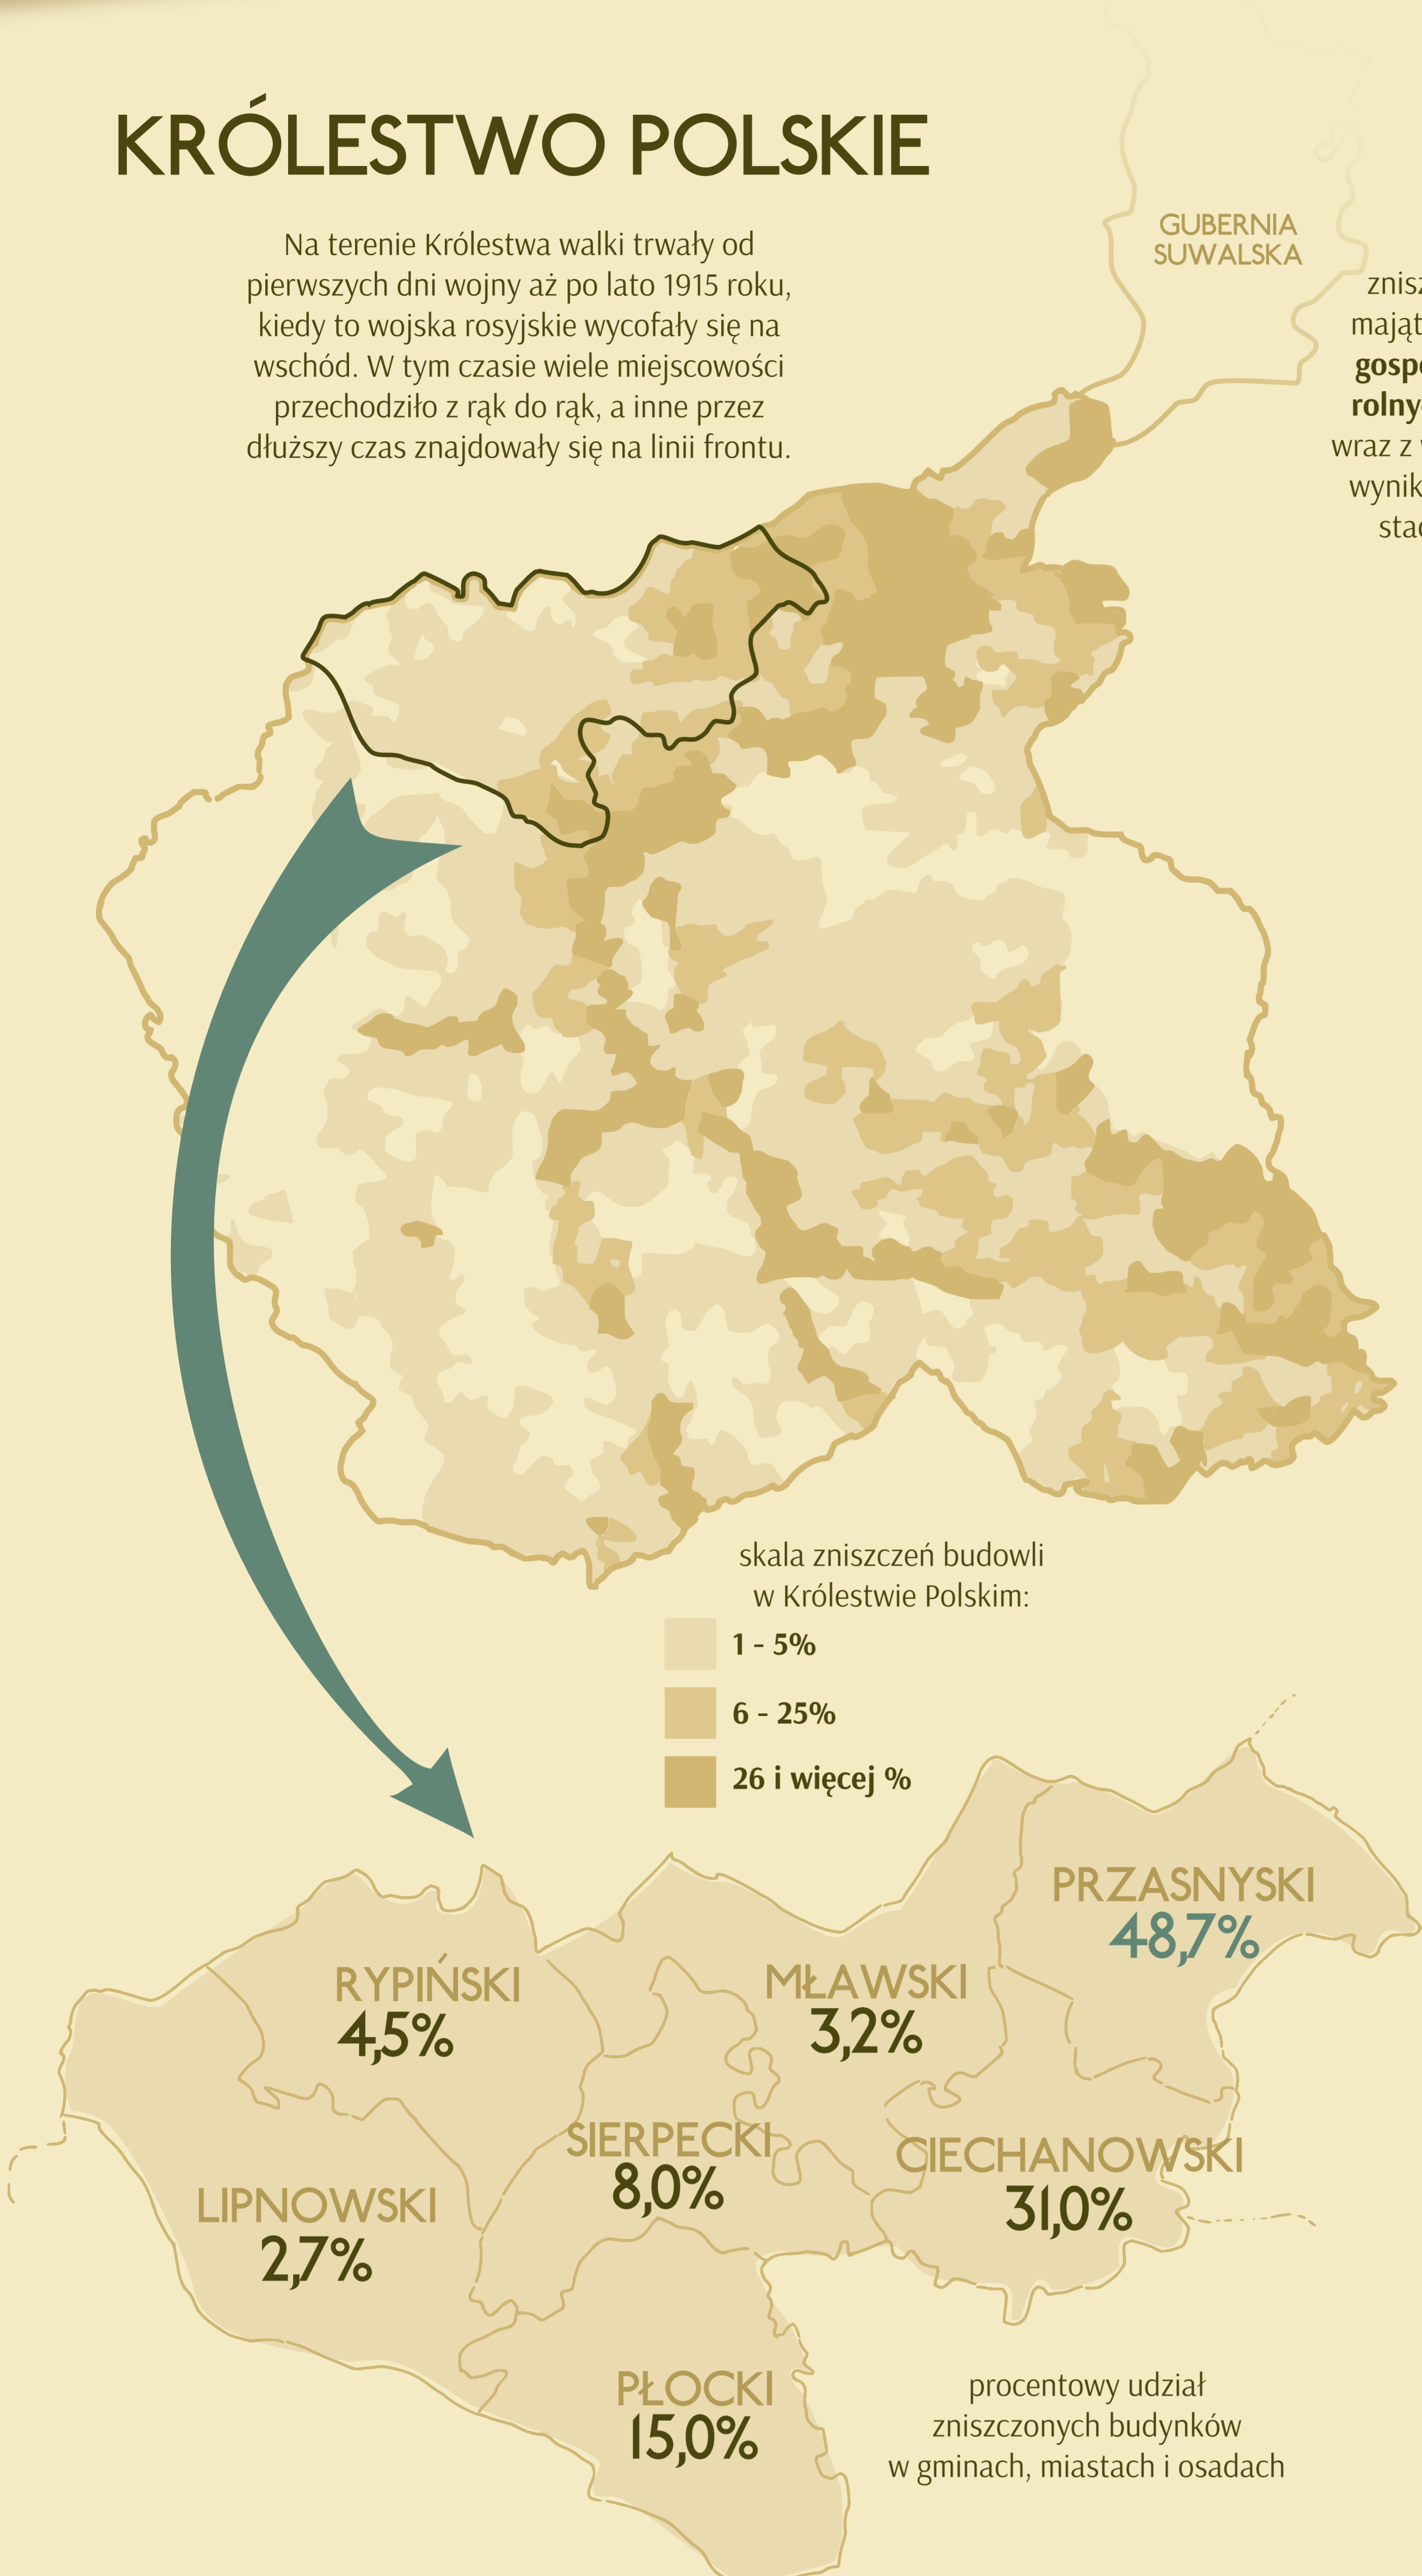 KRÓLESTWO POLSKIE
Na terenie Królestwa walki trwały od
pierwszych dni wojny aż po lato 1915 roku,
kiedy to wojska rosyjskie wycofały się na
wschód. W tym czasie wiele miejscowości
przechodziło z rąk do rąk, a inne przez
dłuższy czas znajdowały się na linii frontu.
GUBERNIA
SUWALSKA
rolny
wraz z
skala zniszczeń budowli
w Królestwie Polskim:
1 - 5%
6 - 25%
26 i więcej %
PRZASNYSKI
48,7%
RYPIŃSKI
4,5%
MŁAWSKI
3,2%
SIERPECKI
8,0%
CIECHANOWSKI
31,0%
LIPNOWSKI
2,7%
PŁOCKI
15,0%
procentowy udział
zniszczonych budynków
w gminach, miastach i osadach